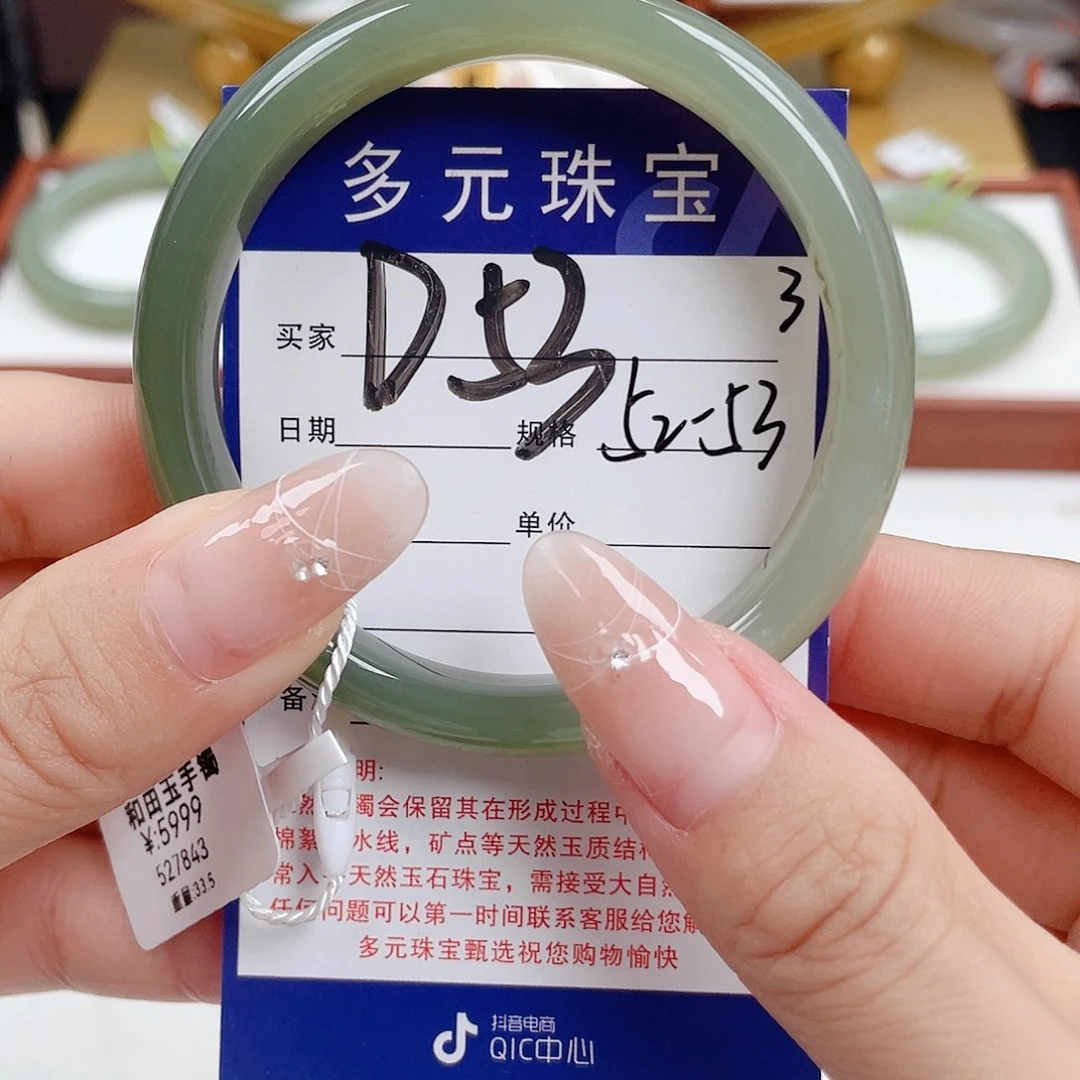 多元珠宝
3
买家 D53
日期 规格 52-53
单价
备
明:
然 镯会保留其在形成过程中
棉絮 水线，矿点等天然玉质结构
常入 天然玉石珠宝，需接受大自然
任何问题可以第一时间联系客服给您解
多元珠宝甄选祝您购物愉快
抖音电商
QIC中心
和田玉手镯
¥:5999
527843
重量:33.5